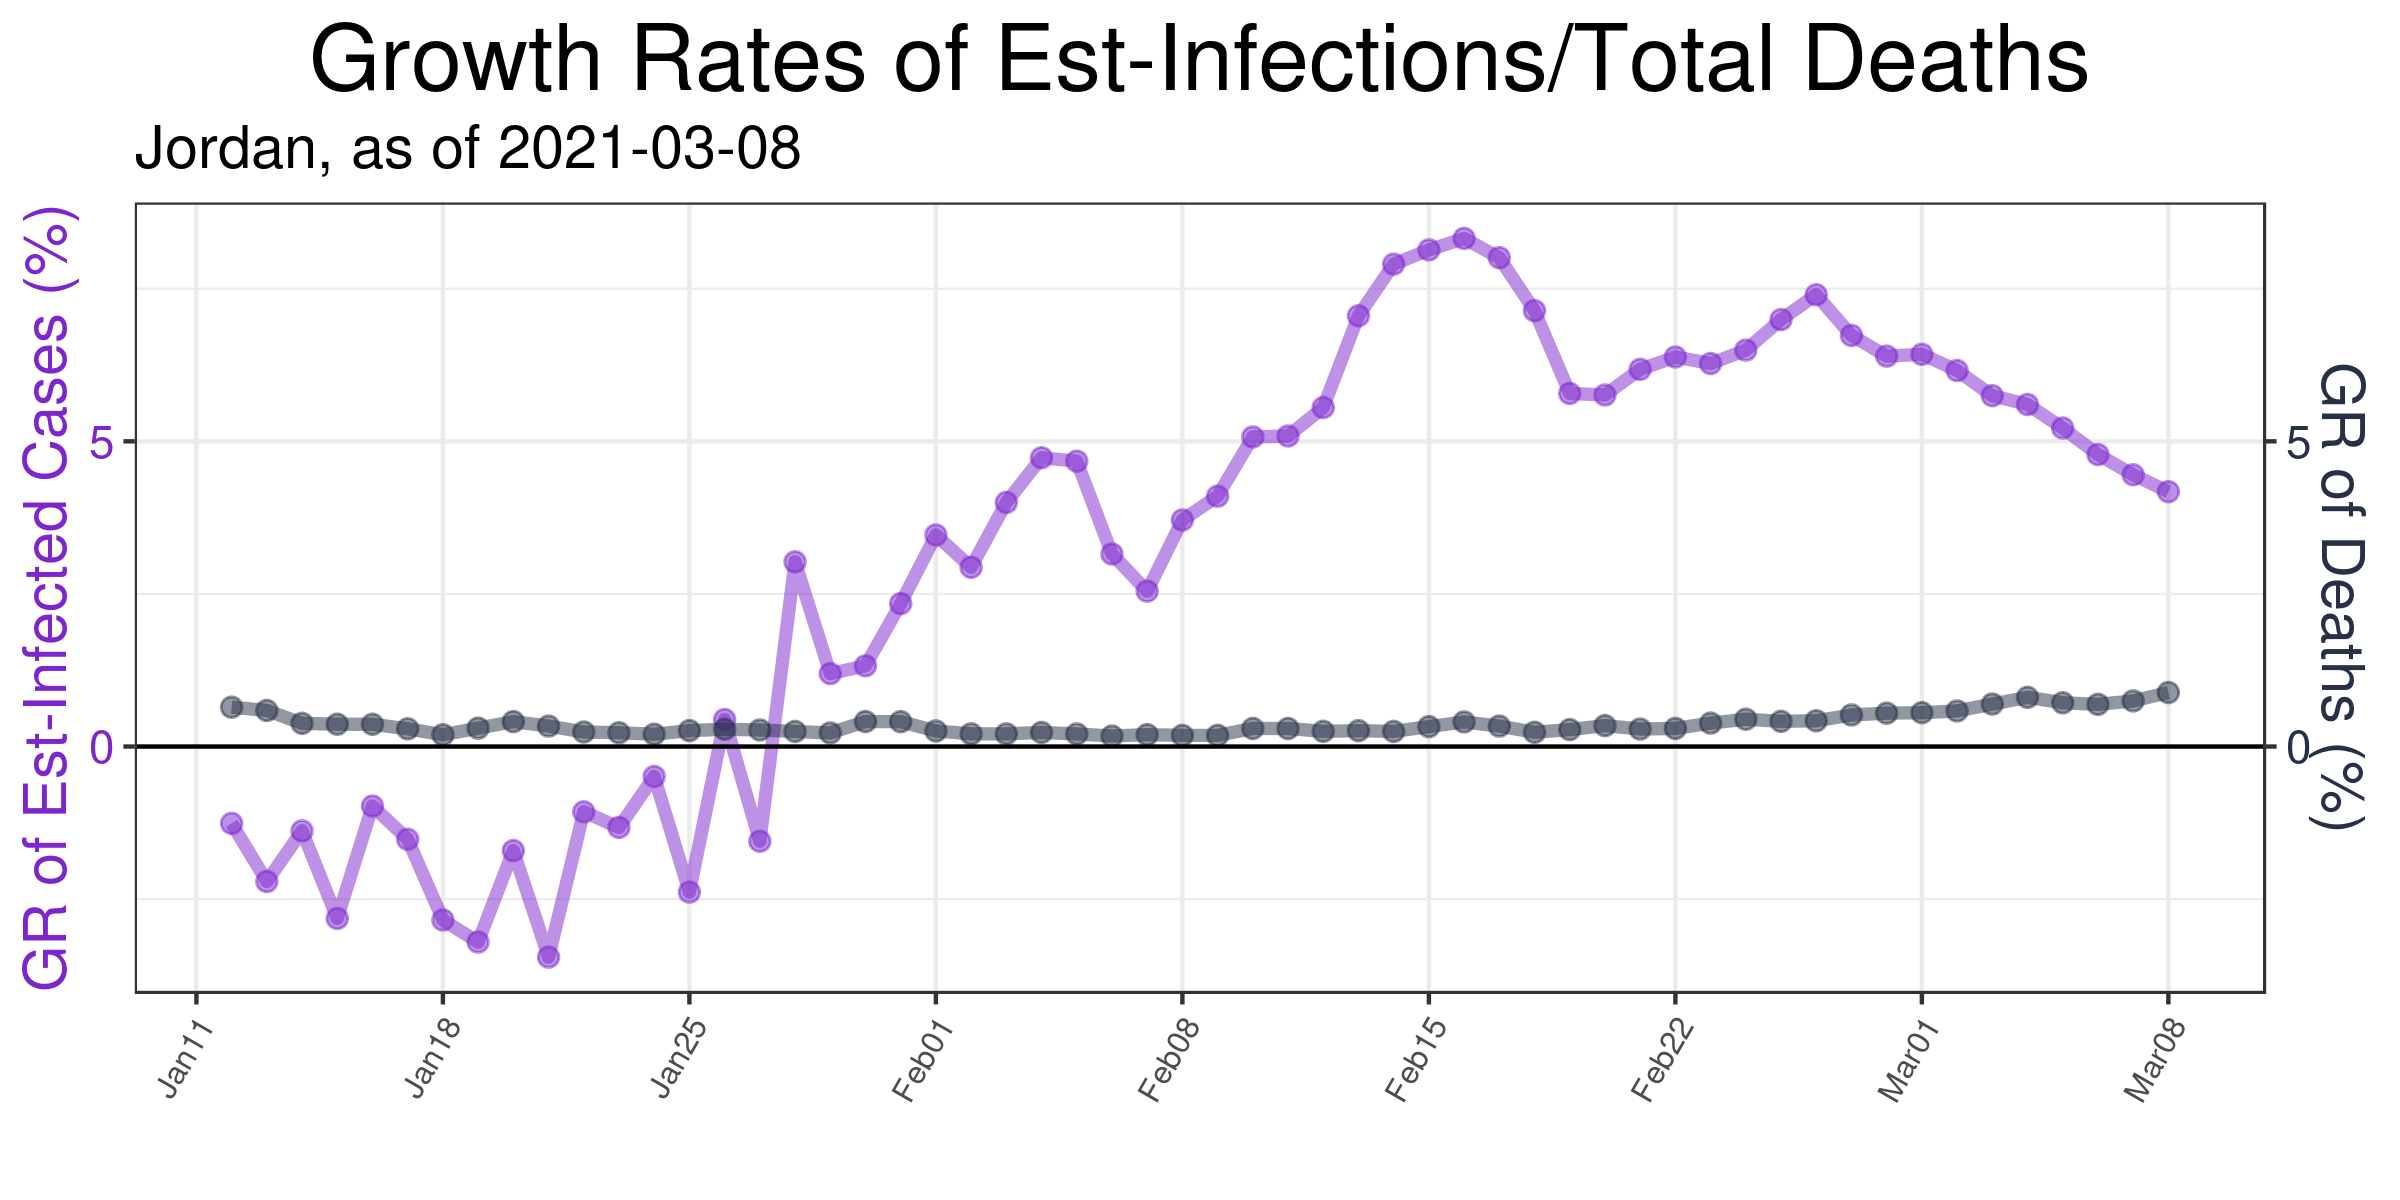 Growth Rates of Est-Infections/Total Deaths
Jordan, as of 2021-03-08
GR of Est-Infected Cases (%)
5
0
5
0
GR of Deaths (%)
Jan11
Jan18
Jan25
Feb01
Feb08
Feb15
Feb22
Mar01
Mar08